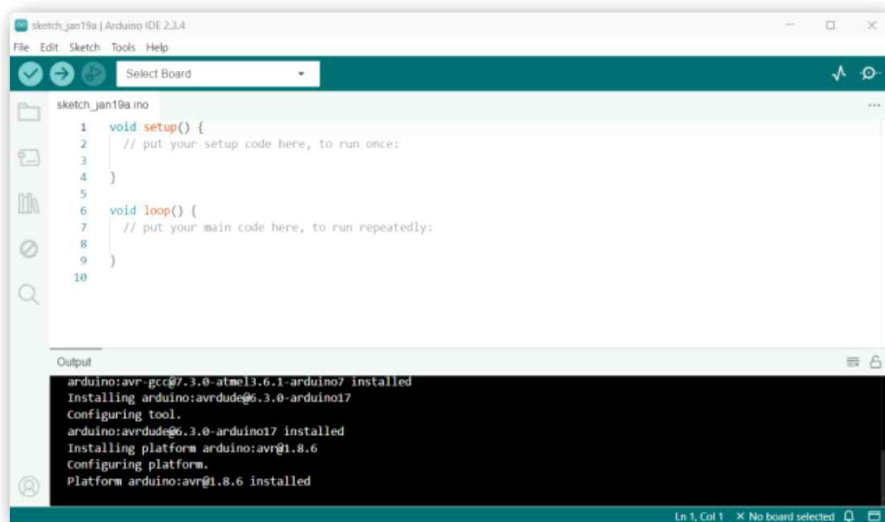 sketch_jan19a | Arduino IDE 2.3.4
File Edit Sketch Tools Help
Select Board
sketch_jan19a.ino
1 void setup() {
2 // put your setup code here, to run once:
3
4 }
5
6 void loop() {
7 // put your main code here, to run repeatedly:
8
9 }
10
Output
arduino:avr-gcc@7.3.0-atmel3.6.1-arduino7 installed
Installing arduino:avrdude@6.3.0-arduino17
Configuring tool.
arduino:avrdude@6.3.0-arduino17 installed
Installing platform arduino:avr@1.8.6
Configuring platform.
Platform arduino:avr@1.8.6 installed
Ln 1, Col 1 × No board selected